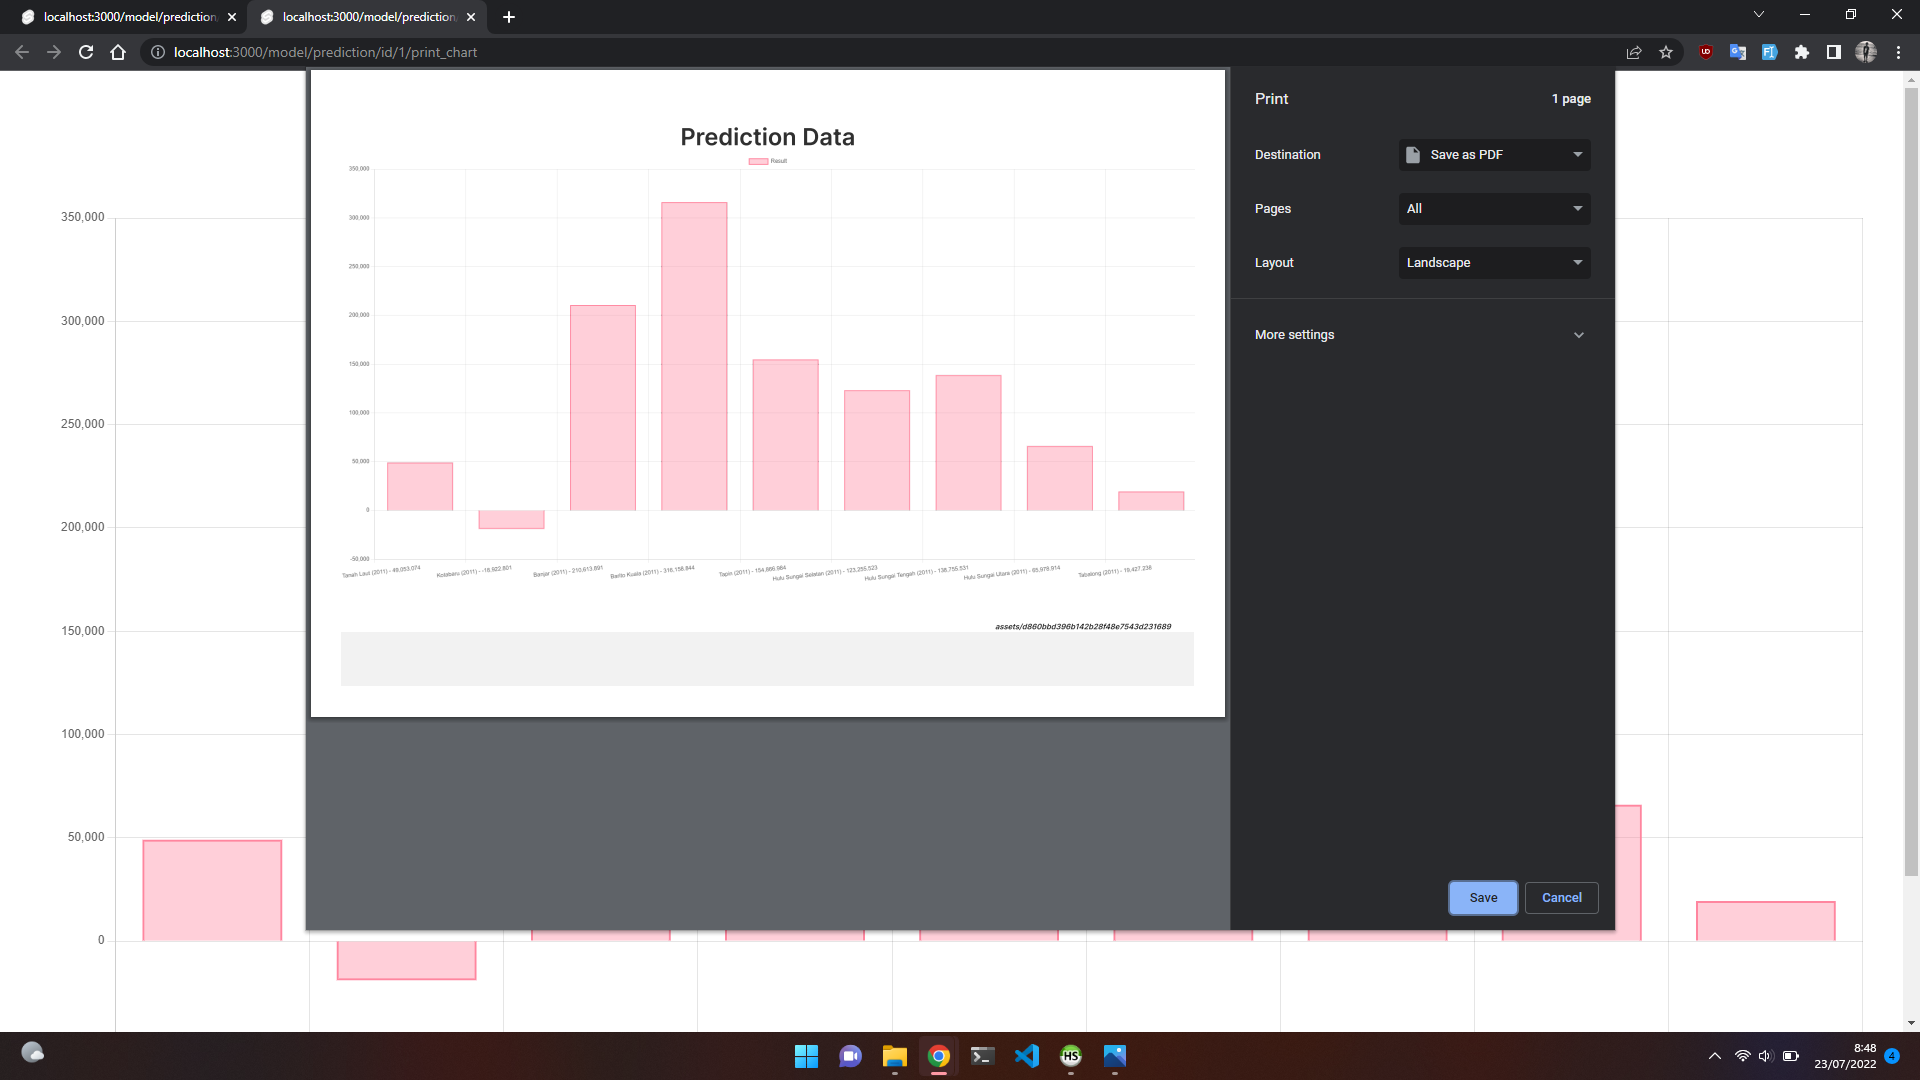 localhost:3000/model/prediction
localhost:3000/model/prediction
localhost:3000/model/prediction/id/1/print_chart
Prediction Data
Result
350,000
300,000
250,000
200,000
150,000
100,000
50,000
0
-50,000
Tanah Laut (2011) - 49,053.074
Kotabaru (2011) - -18,922.801
Banjar (2011) - 210,613.891
Barito Kuala (2011) - 316,158.844
Tapin (2011) - 154,666.984
Hulu Sungai Selatan (2011) - 123,255.523
Hulu Sungai Tengah (2011) - 138,755.531
Hulu Sungai Utara (2011) - 65,979.914
Tabalong (2011) - 19,427.238
assets/d860bbd396b142b28f48e7543d231689
Print
1 page
Destination
Save as PDF
Pages
All
Layout
Landscape
More settings
Save
Cancel
350,000
300,000
250,000
200,000
150,000
100,000
50,000
0
HS
8:48
23/07/2022
4